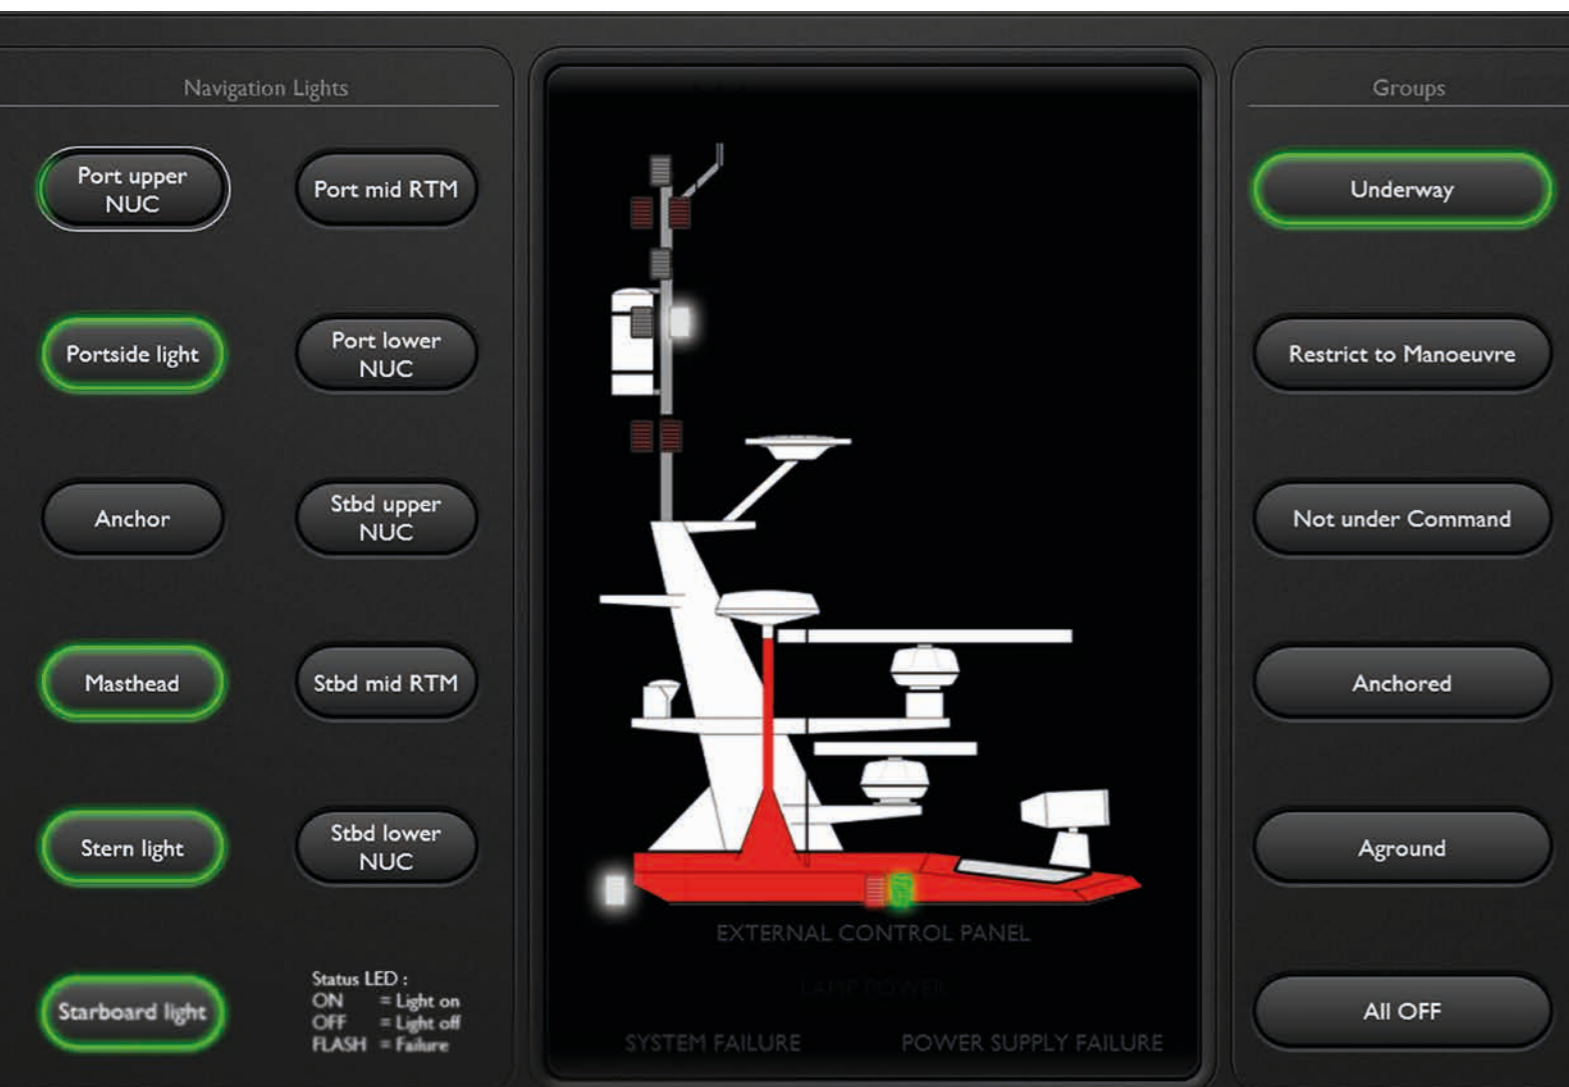 Navigation Lights
Port upper
NUC
Port mid RTM
Portside light
Port lower
NUC
Anchor
Stbd upper
NUC
Masthead
Stbd mid RTM
Stern light
Stbd lower
NUC
Starboard light
Status LED :
ON = Light on
OFF = Light off
FLASH = Failure
EXTERNAL CONTROL PANEL
LAMP POWER
SYSTEM FAILURE
POWER SUPPLY FAILURE
Groups
Underway
Restrict to Manoeuvre
Not under Command
Anchored
Aground
All OFF